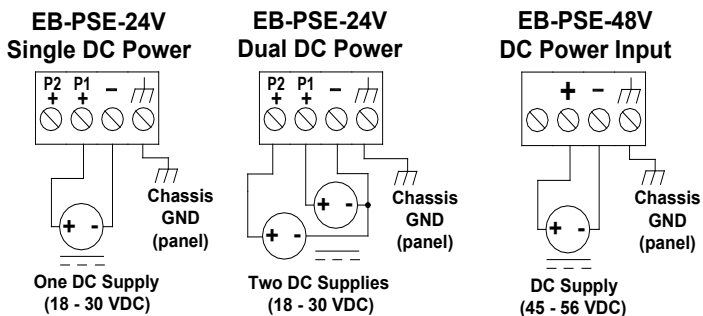 EB-PSE-24V
Single DC Power
P2 P1
+ + -
Chassis
GND
(panel)
+ -
One DC Supply
(18 - 30 VDC)
EB-PSE-24V
Dual DC Power
P2 P1
+ + -
Chassis
GND
(panel)
+ -
+ -
Two DC Supplies
(18 - 30 VDC)
EB-PSE-48V
DC Power Input
+ -
Chassis
GND
(panel)
+ -
DC Supply
(45 - 56 VDC)